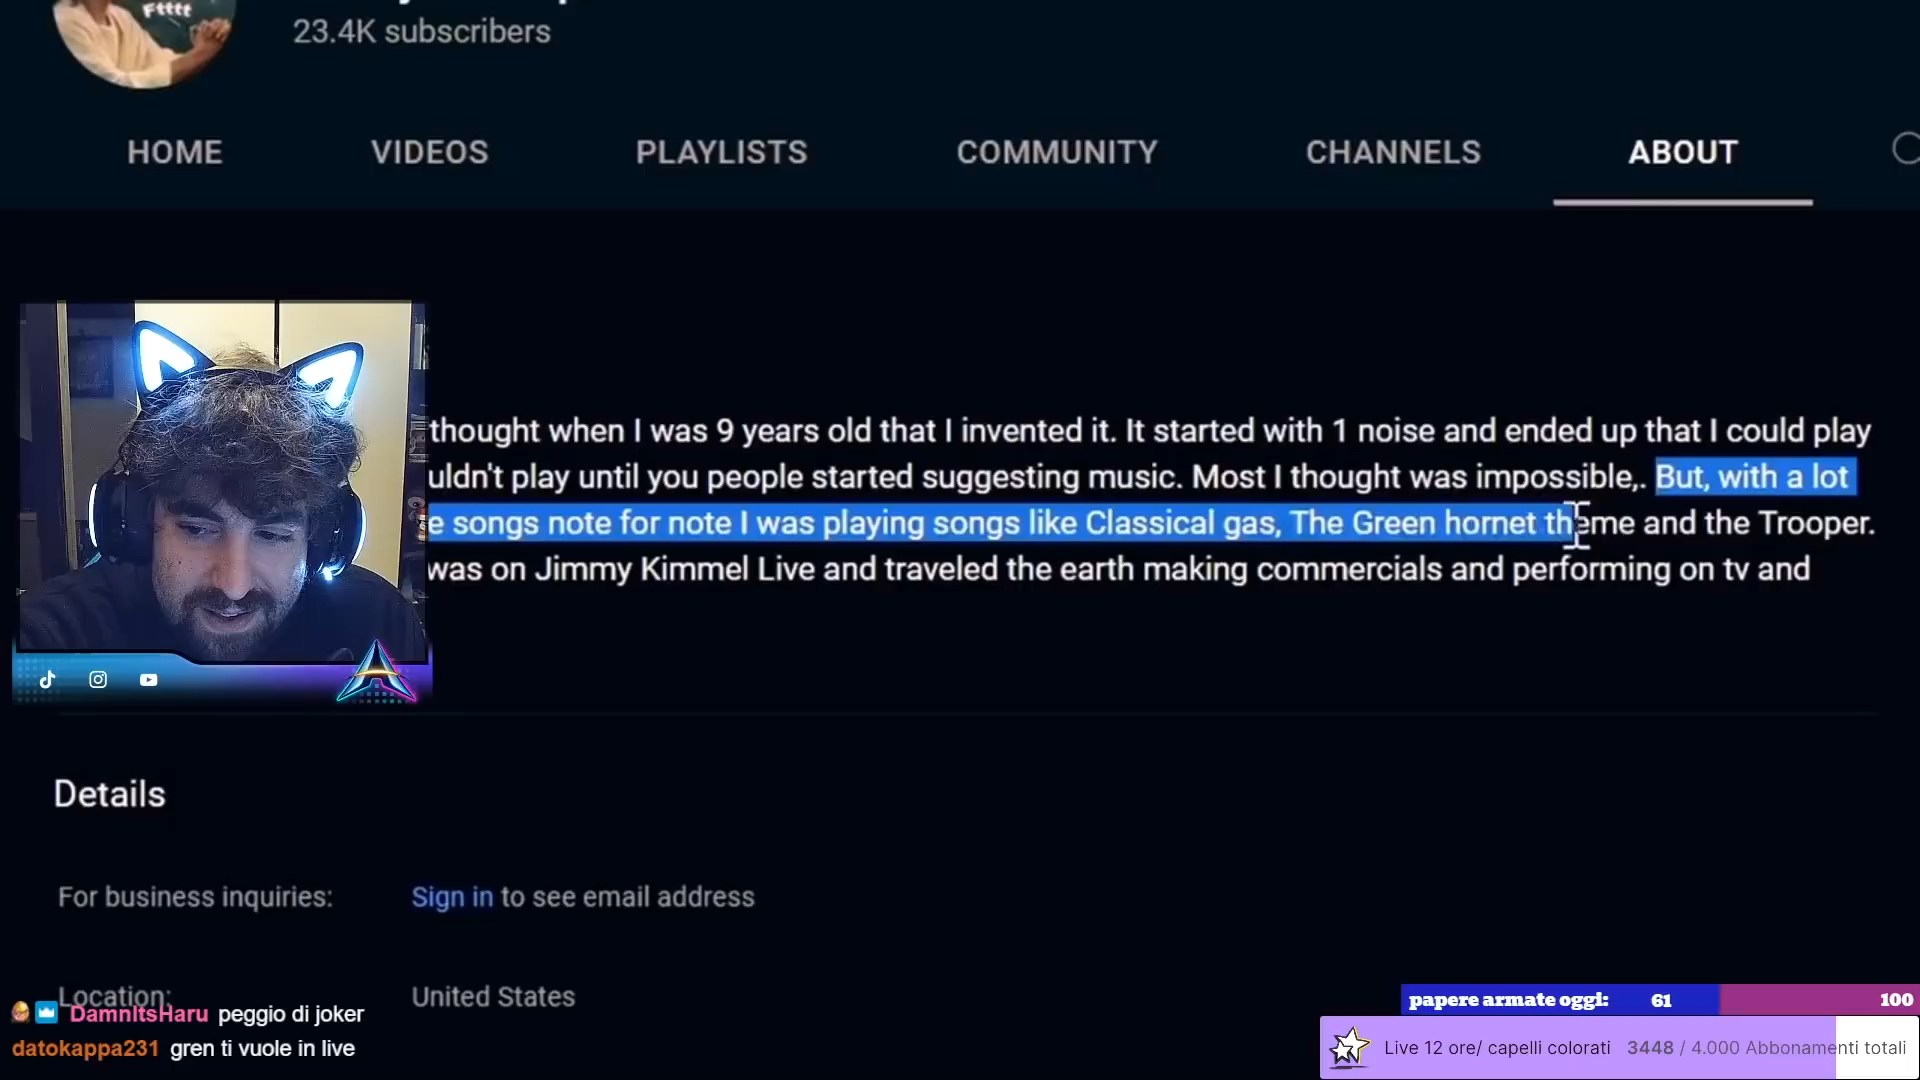 Ftttt
23.4K subscribers
HOME VIDEOS PLAYLISTS COMMUNITY CHANNELS ABOUT
thought when I was 9 years old that I invented it. It started with 1 noise and ended up that I could play
uldn't play until you people started suggesting music. Most I thought was impossible,. But, with a lot
e songs note for note I was playing songs like Classical gas, The Green hornet theme and the Trooper.
was on Jimmy Kimmel Live and traveled the earth making commercials and performing on tv and
Details
For business inquiries: Sign in to see email address
Location: United States
DamnItsHaru peggio di joker
datokappa231 gren ti vuole in live
papere armate oggi: 61 100
Live 12 ore/ capelli colorati 3448 / 4.000 Abbonamenti totali